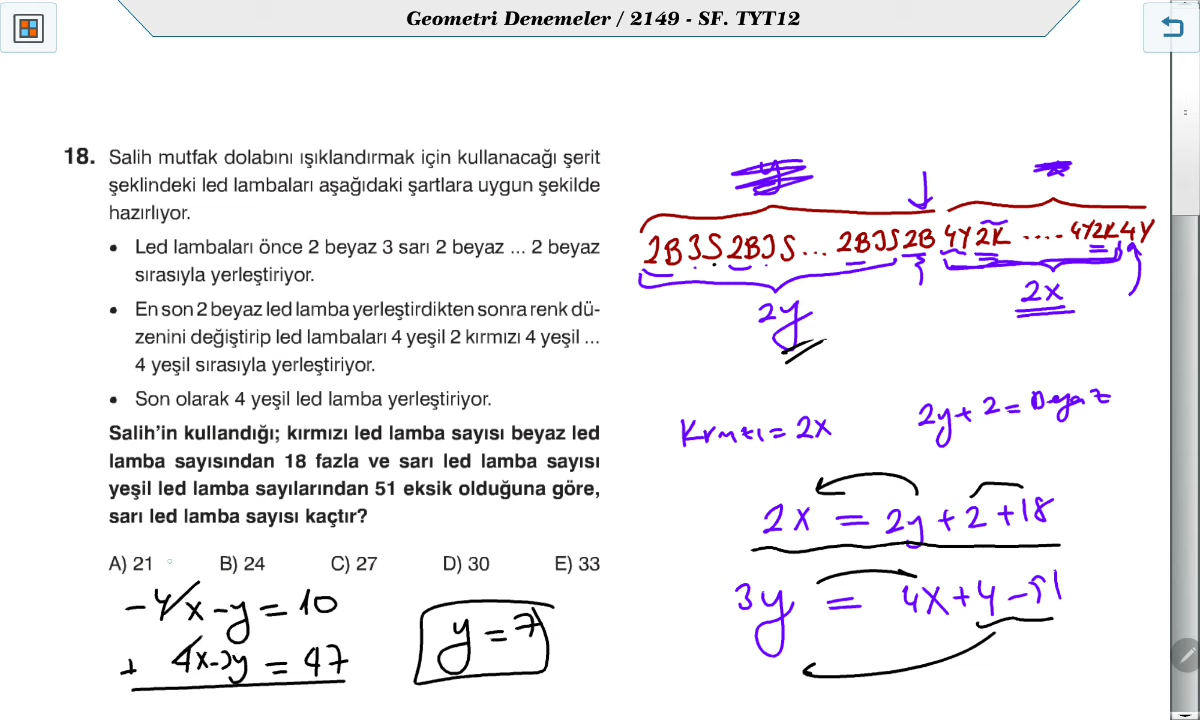 Geometri Denemeler / 2149 - SF. TYT12
18. Salih mutfak dolabını ışıklandırmak için kullanacağı şerit
şeklindeki led lambaları aşağıdaki şartlara uygun şekilde
hazırlıyor.
• Led lambaları önce 2 beyaz 3 sarı 2 beyaz ... 2 beyaz
sırasıyla yerleştiriyor.
• En son 2 beyaz led lamba yerleştirdikten sonra renk dü-
zenini değiştirip led lambaları 4 yeşil 2 kırmızı 4 yeşil ...
4 yeşil sırasıyla yerleştiriyor.
• Son olarak 4 yeşil led lamba yerleştiriyor.
Salih'in kullandığı; kırmızı led lamba sayısı beyaz led
lamba sayısından 18 fazla ve sarı led lamba sayısı
yeşil led lamba sayılarından 51 eksik olduğuna göre,
sarı led lamba sayısı kaçtır?
A) 21 B) 24 C) 27 D) 30 E) 33
-4x-y=10
+ 4x-3y=47
y=7
2B3S2B3S...2B3S2B 4Y2K....4Y2K4Y
2y
2x
Kırmızı=2x
2y+2=Beyaz
2x = 2y+2+18
3y = 4x+4-51